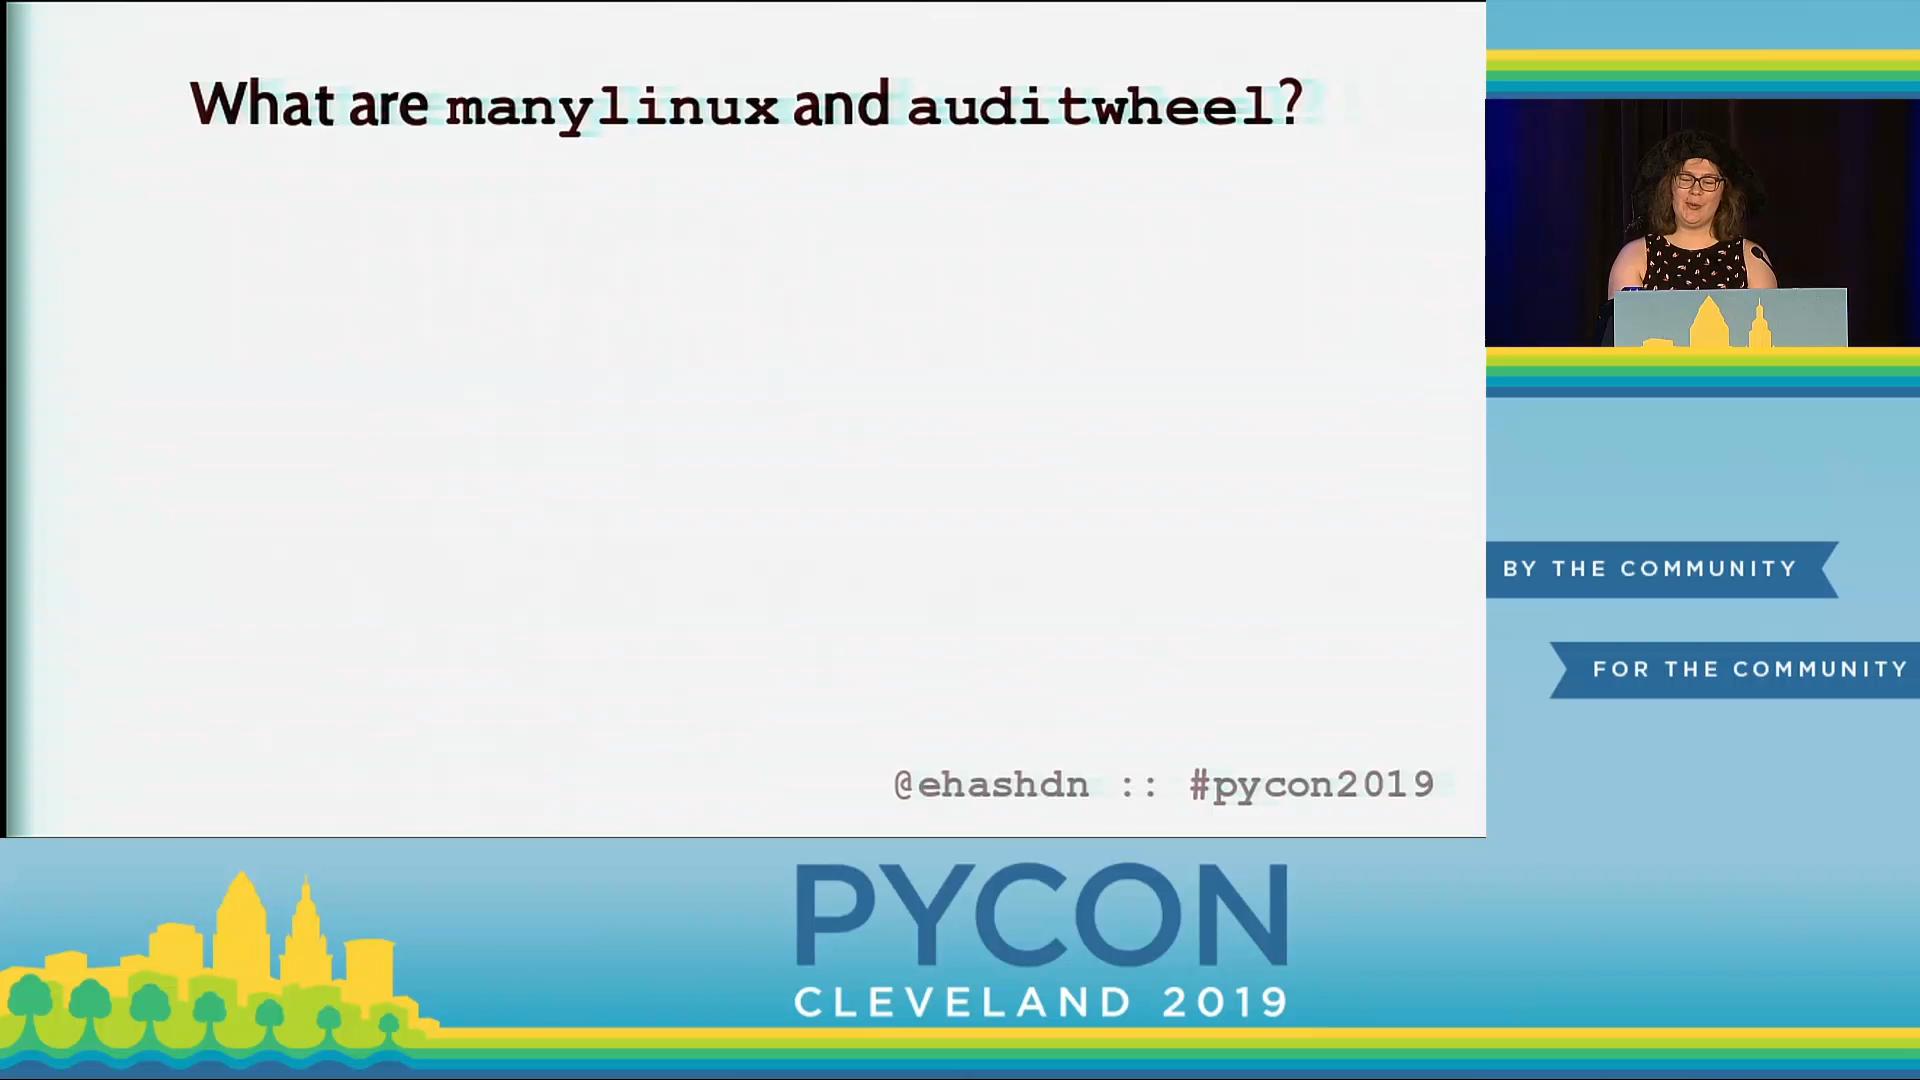 What are manylinux and auditwheel?
@ehashdn :: #pycon2019
BY THE COMMUNITY
FOR THE COMMUNITY
PYCON
CLEVELAND 2019